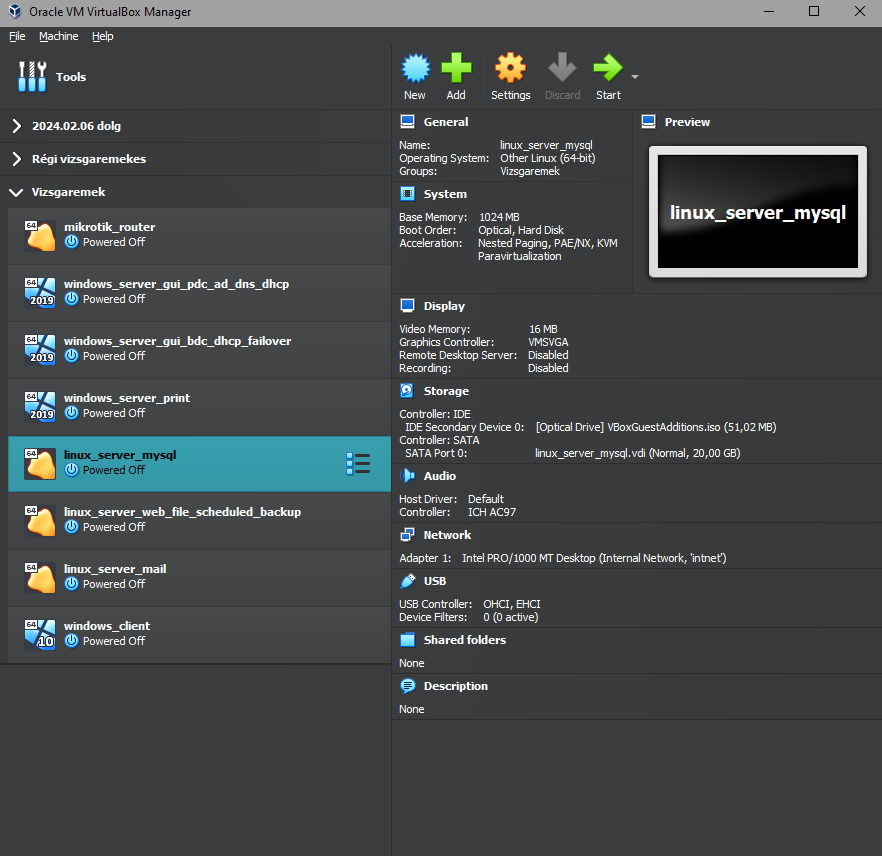 Oracle VM VirtualBox Manager
File Machine Help
Tools
2024.02.06 dolg
Régi vizsgaremekes
Vizsgaremek
64
mikrotik_router
Powered Off
64
2019
windows_server_gui_pdc_ad_dns_dhcp
Powered Off
64
2019
windows_server_gui_bdc_dhcp_failover
Powered Off
64
2019
windows_server_print
Powered Off
64
linux_server_mysql
Powered Off
64
linux_server_web_file_scheduled_backup
Powered Off
64
linux_server_mail
Powered Off
64
10
windows_client
Powered Off
New Add Settings Discard Start
General
Name: linux_server_mysql
Operating System: Other Linux (64-bit)
Groups: Vizsgaremek
System
Base Memory: 1024 MB
Boot Order: Optical, Hard Disk
Acceleration: Nested Paging, PAE/NX, KVM
Paravirtualization
Preview
linux_server_mysql
Display
Video Memory: 16 MB
Graphics Controller: VMSVGA
Remote Desktop Server: Disabled
Recording: Disabled
Storage
Controller: IDE
IDE Secondary Device 0: [Optical Drive] VBoxGuestAdditions.iso (51,02 MB)
Controller: SATA
SATA Port 0: linux_server_mysql.vdi (Normal, 20,00 GB)
Audio
Host Driver: Default
Controller: ICH AC97
Network
Adapter 1: Intel PRO/1000 MT Desktop (Internal Network, 'intnet')
USB
USB Controller: OHCI, EHCI
Device Filters: 0 (0 active)
Shared folders
None
Description
None